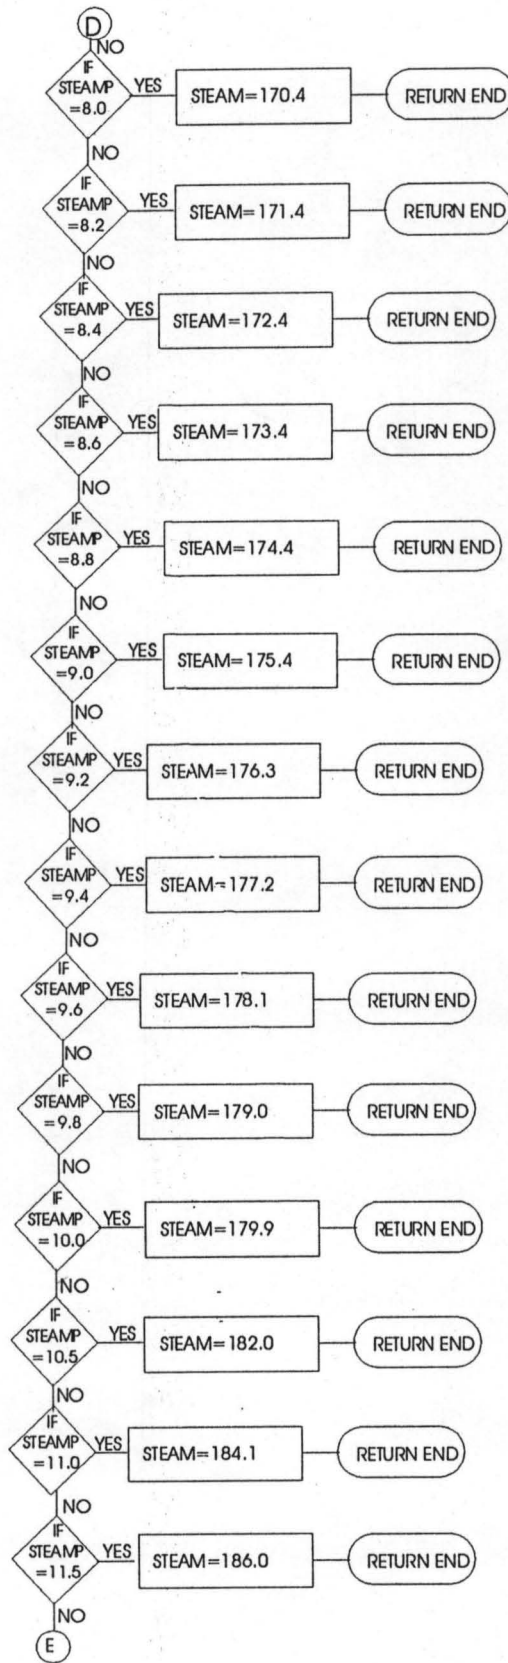 D
NO
IF
STEAMP
=8.0
YES
STEAM=170.4
RETURN END
NO
IF
STEAMP
=8.2
YES
STEAM=171.4
RETURN END
NO
IF
STEAMP
=8.4
YES
STEAM=172.4
RETURN END
NO
IF
STEAMP
=8.6
YES
STEAM=173.4
RETURN END
NO
IF
STEAMP
=8.8
YES
STEAM=174.4
RETURN END
NO
IF
STEAMP
=9.0
YES
STEAM=175.4
RETURN END
NO
IF
STEAMP
=9.2
YES
STEAM=176.3
RETURN END
NO
IF
STEAMP
=9.4
YES
STEAM=177.2
RETURN END
NO
IF
STEAMP
=9.6
YES
STEAM=178.1
RETURN END
NO
IF
STEAMP
=9.8
YES
STEAM=179.0
RETURN END
NO
IF
STEAMP
=10.0
YES
STEAM=179.9
RETURN END
NO
IF
STEAMP
=10.5
YES
STEAM=182.0
RETURN END
NO
IF
STEAMP
=11.0
YES
STEAM=184.1
RETURN END
NO
IF
STEAMP
=11.5
YES
STEAM=186.0
RETURN END
NO
E